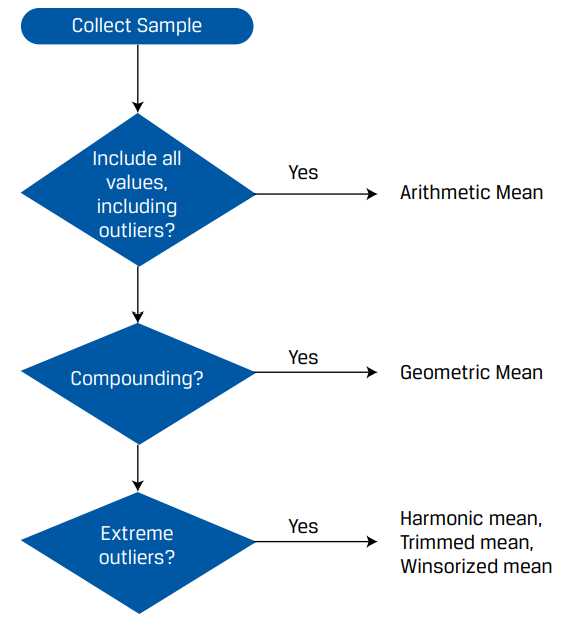 Collect Sample
Include all
values,
including
outliers?
Yes
Arithmetic Mean
Compounding?
Yes
Geometric Mean
Extreme
outliers?
Yes
Harmonic mean,
Trimmed mean,
Winsorized mean